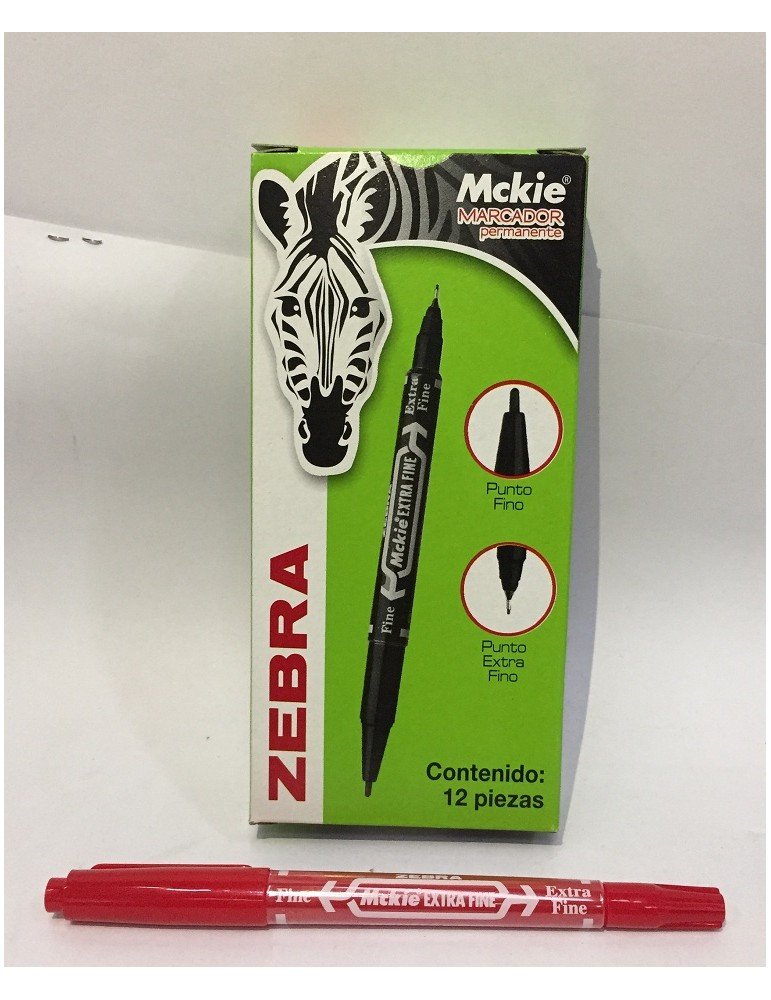 Mckie®
MARCADOR
permanente
Extra
Fine
Mckie® EXTRA FINE
Fine
Punto
Fino
Punto
Extra
Fino
ZEBRA
Contenido:
12 piezas
ZEBRA
Fine
Mckie EXTRA FINE
Extra
Fine